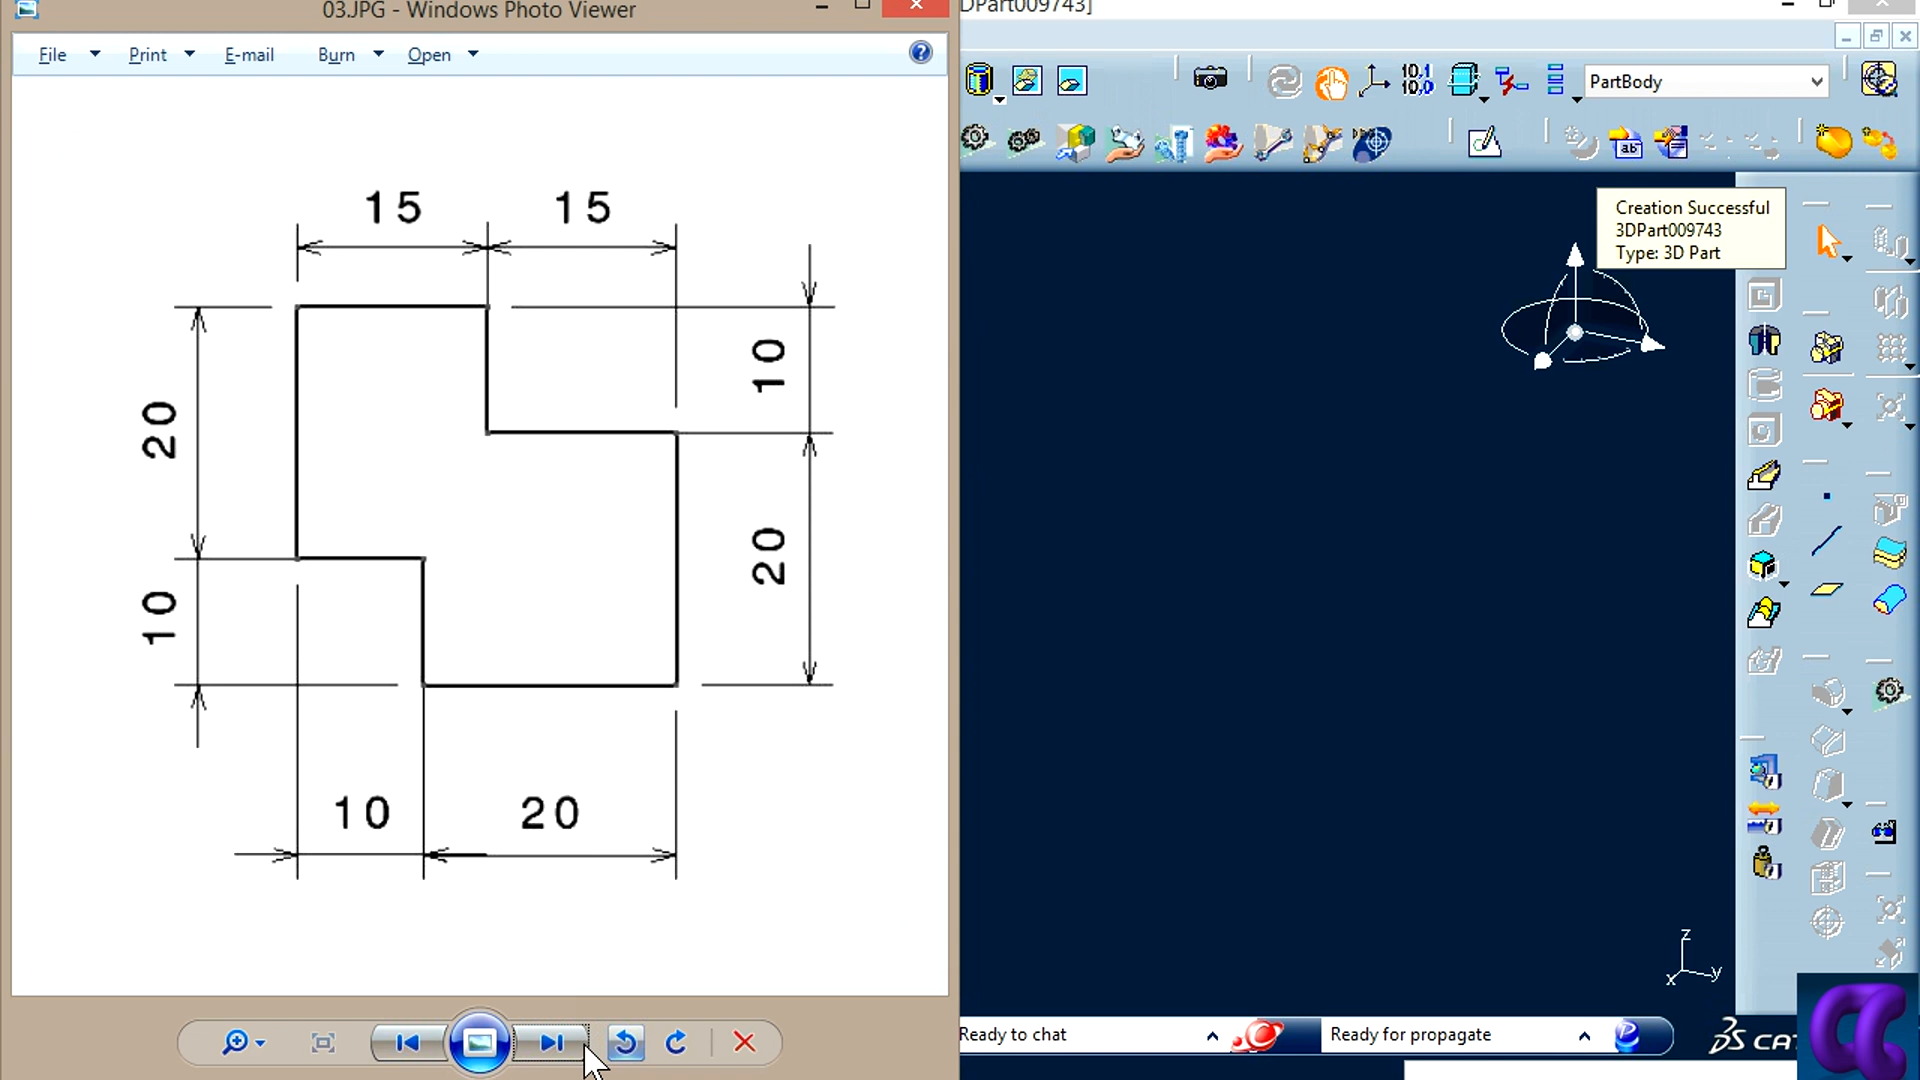 03.JPG - Windows Photo Viewer
DPart009743]
File Print E-mail Burn Open
PartBody
15 15
Creation Successful
3DPart009743
Type: 3D Part
10
20
20
10
10 20
z
x y
Ready to chat
Ready for propagate
CAT